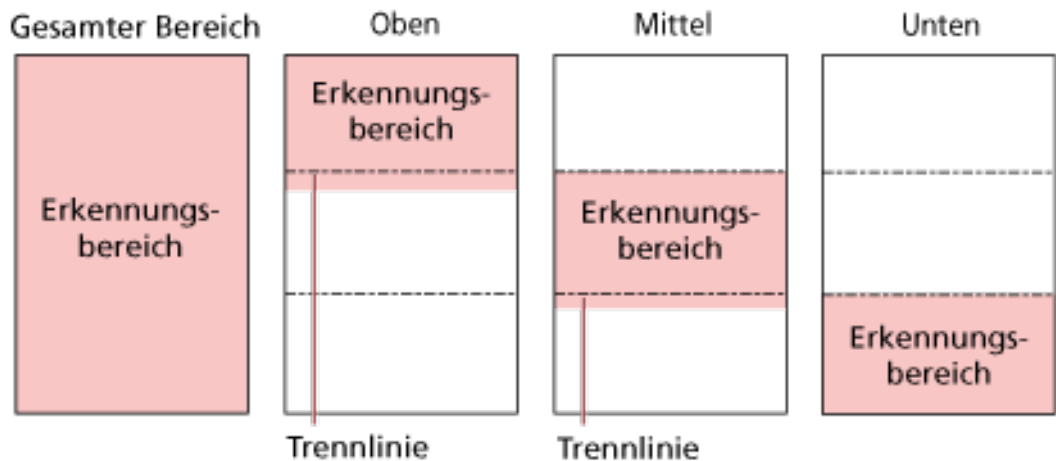 Gesamter Bereich
Oben
Mittel
Unten
Erkennungs-
bereich
Erkennungs-
bereich
Erkennungs-
bereich
Erkennungs-
bereich
Trennlinie
Trennlinie